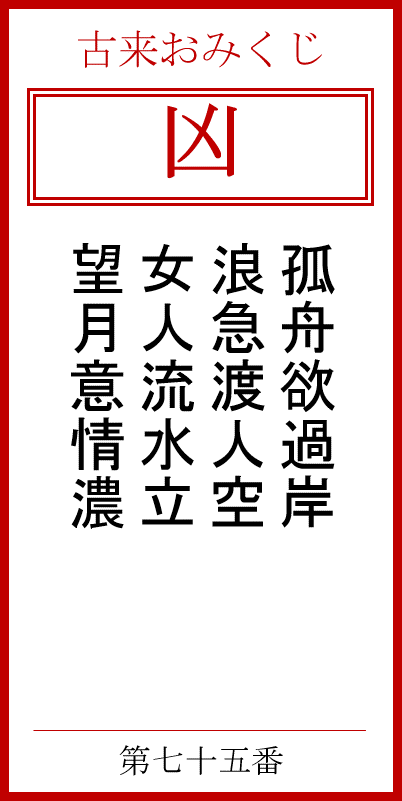 古来おみくじ
凶
孤舟欲過岸
浪急渡人空
女人流水立
望月意情濃
第七十五番